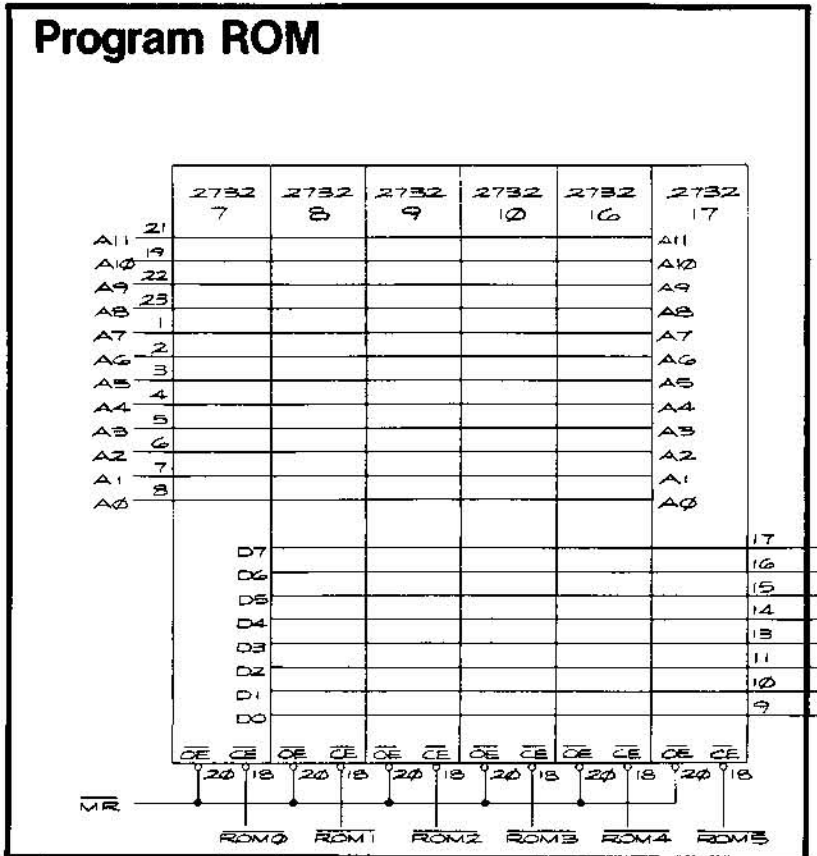 Program ROM
2732 2732 2732 2732 2732 2732
7 8 9 10 16 17
A11 21 A11
A10 19 A10
A9 22 A9
A8 23 A8
A7 1 A7
A6 2 A6
A5 3 A5
A4 4 A4
A3 5 A3
A2 6 A2
A1 7 A1
A0 8 A0
D7 17
D6 16
D5 15
D4 14
D3 13
D2 11
D1 10
D0 9
OE CE OE CE OE CE OE CE OE CE OE CE
20 18 20 18 20 18 20 18 20 18 20 18
MR
ROM0 ROM1 ROM2 ROM3 ROM4 ROM5